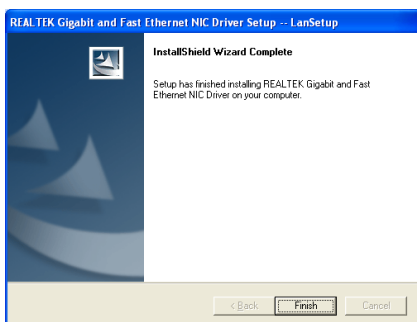 REALTEK Gigabit and Fast Ethernet NIC Driver Setup -- LanSetup
InstallShield Wizard Complete
Setup has finished installing REALTEK Gigabit and Fast
Ethernet NIC Driver on your computer.
< Back Finish Cancel